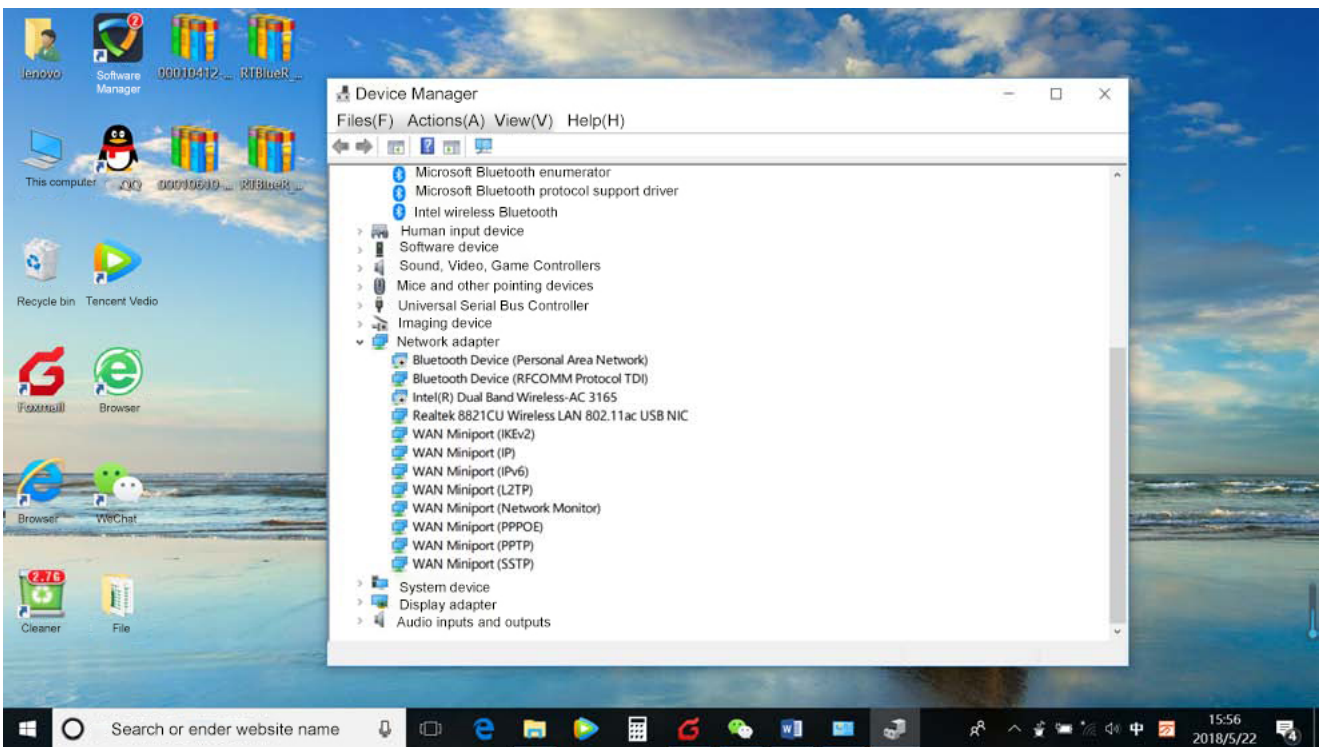 lenovo
Software
Manager
2
00010412-...
RTBlueR_...
This computer
QQ
00010610-...
RTBlueR_...
Recycle bin
Tencent Vedio
Foxmaill
Browser
Browser
WeChat
2.7G
Cleaner
File
Device Manager
Files(F) Actions(A) View(V) Help(H)
Microsoft Bluetooth enumerator
Microsoft Bluetooth protocol support driver
Intel wireless Bluetooth
Human input device
Software device
Sound, Video, Game Controllers
Mice and other pointing devices
Universal Serial Bus Controller
Imaging device
Network adapter
Bluetooth Device (Personal Area Network)
Bluetooth Device (RFCOMM Protocol TDI)
Intel(R) Dual Band Wireless-AC 3165
Realtek 8821CU Wireless LAN 802.11ac USB NIC
WAN Miniport (IKEv2)
WAN Miniport (IP)
WAN Miniport (IPv6)
WAN Miniport (L2TP)
WAN Miniport (Network Monitor)
WAN Miniport (PPPOE)
WAN Miniport (PPTP)
WAN Miniport (SSTP)
System device
Display adapter
Audio inputs and outputs
Search or ender website name
中
15:56
2018/5/22
4